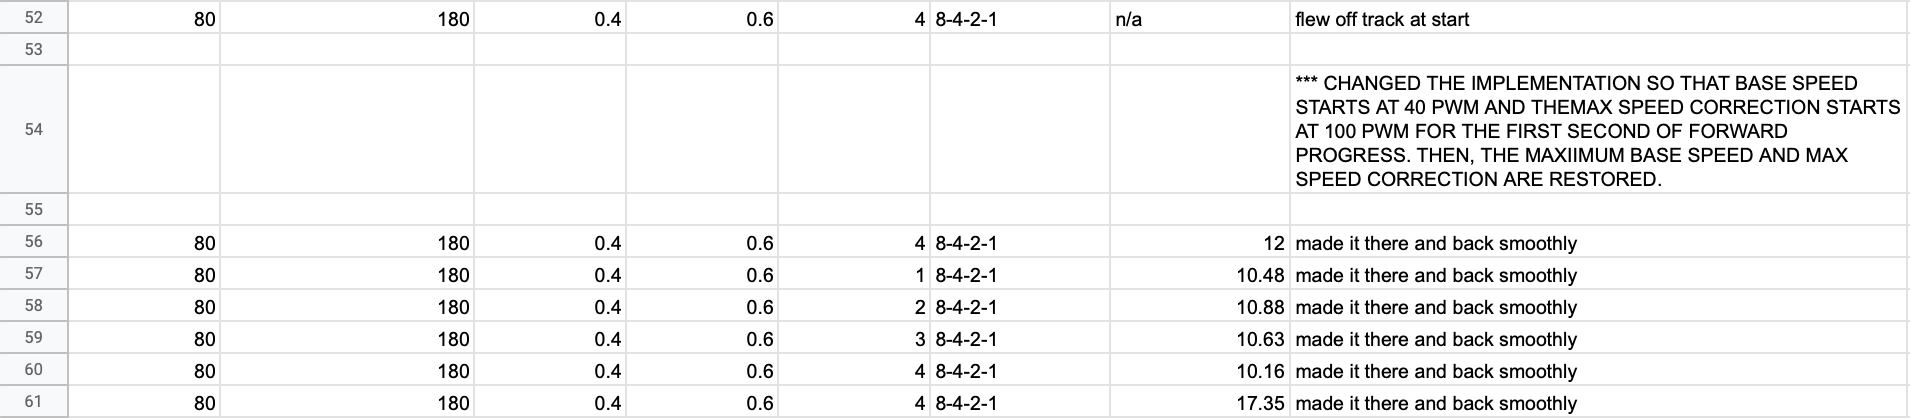 52 80 180 0.4 0.6 4 8-4-2-1 n/a flew off track at start
53
54 *** CHANGED THE IMPLEMENTATION SO THAT BASE SPEED
STARTS AT 40 PWM AND THEMAX SPEED CORRECTION STARTS
AT 100 PWM FOR THE FIRST SECOND OF FORWARD
PROGRESS. THEN, THE MAXIIMUM BASE SPEED AND MAX
SPEED CORRECTION ARE RESTORED.
55
56 80 180 0.4 0.6 4 8-4-2-1 12 made it there and back smoothly
57 80 180 0.4 0.6 1 8-4-2-1 10.48 made it there and back smoothly
58 80 180 0.4 0.6 2 8-4-2-1 10.88 made it there and back smoothly
59 80 180 0.4 0.6 3 8-4-2-1 10.63 made it there and back smoothly
60 80 180 0.4 0.6 4 8-4-2-1 10.16 made it there and back smoothly
61 80 180 0.4 0.6 4 8-4-2-1 17.35 made it there and back smoothly